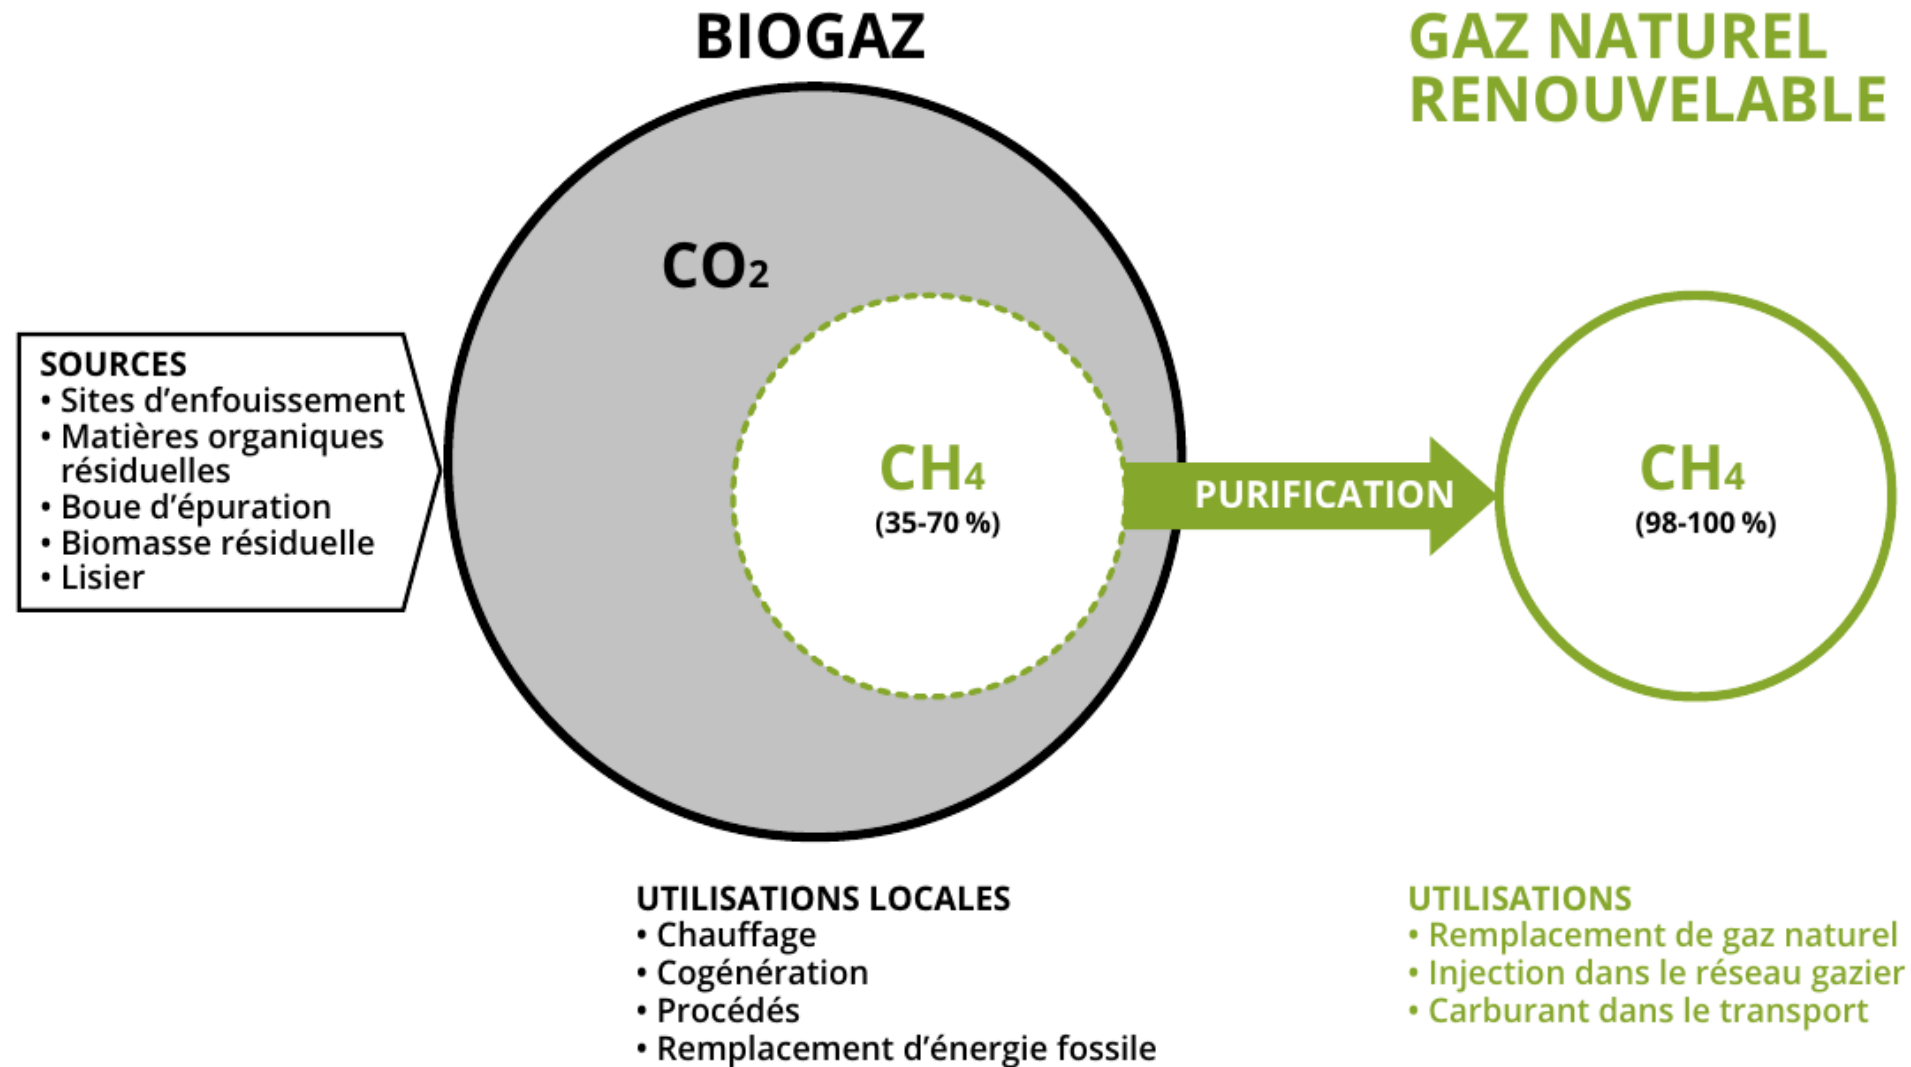 BIOGAZ
GAZ NATUREL
RENOUVELABLE
CO₂
SOURCES
• Sites d’enfouissement
• Matières organiques
résiduelles
• Boue d’épuration
• Biomasse résiduelle
• Lisier
CH₄
(35-70 %)
PURIFICATION
CH₄
(98-100 %)
UTILISATIONS LOCALES
• Chauffage
• Cogénération
• Procédés
• Remplacement d’énergie fossile
UTILISATIONS
• Remplacement de gaz naturel
• Injection dans le réseau gazier
• Carburant dans le transport